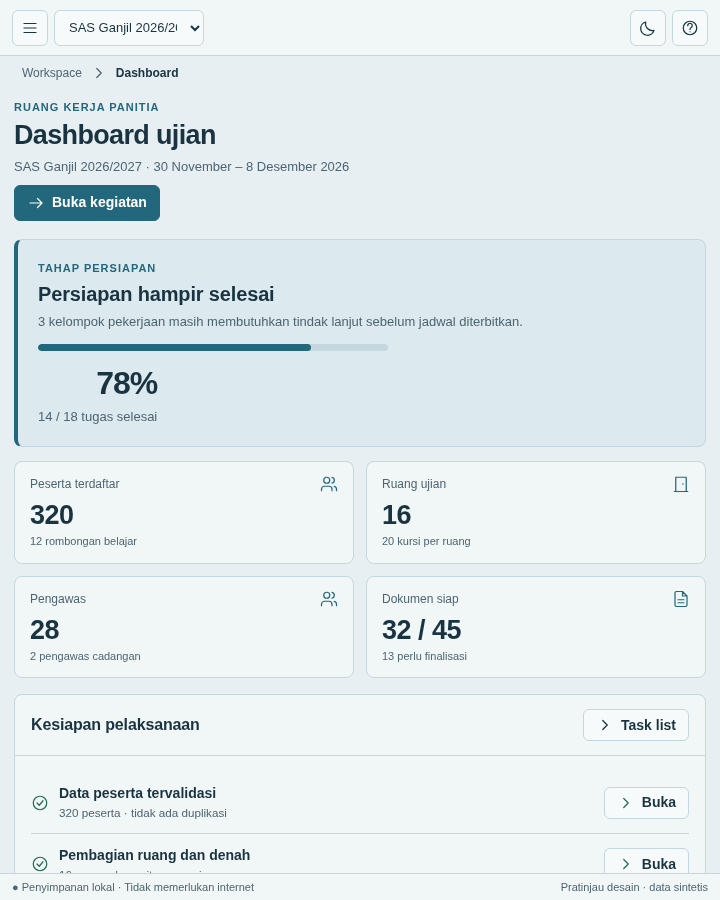 SAS Ganjil 2026/20
Workspace > Dashboard
RUANG KERJA PANITIA
Dashboard ujian
SAS Ganjil 2026/2027 · 30 November – 8 Desember 2026
Buka kegiatan
TAHAP PERSIAPAN
Persiapan hampir selesai
3 kelompok pekerjaan masih membutuhkan tindak lanjut sebelum jadwal diterbitkan.
78%
14 / 18 tugas selesai
Peserta terdaftar
320
12 rombongan belajar
Ruang ujian
16
20 kursi per ruang
Pengawas
28
2 pengawas cadangan
Dokumen siap
32 / 45
13 perlu finalisasi
Kesiapan pelaksanaan
Task list
Data peserta tervalidasi
320 peserta · tidak ada duplikasi
Buka
Pembagian ruang dan denah
Buka
● Penyimpanan lokal · Tidak memerlukan internet
Pratinjau desain · data sintetis